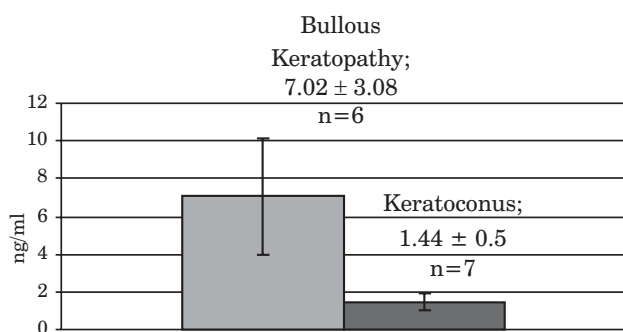 Bullous
Keratopathy;
7.02 ± 3.08
n=6
12
10
8
6
4
2
0
ng/ml
Keratoconus;
1.44 ± 0.5
n=7